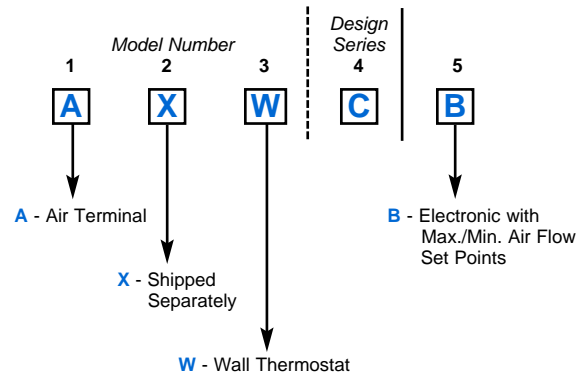 Model Number
Design
Series
1 2 3 4 5
A X W C B
A - Air Terminal
B - Electronic with
Max./Min. Air Flow
Set Points
X - Shipped
Separately
W - Wall Thermostat